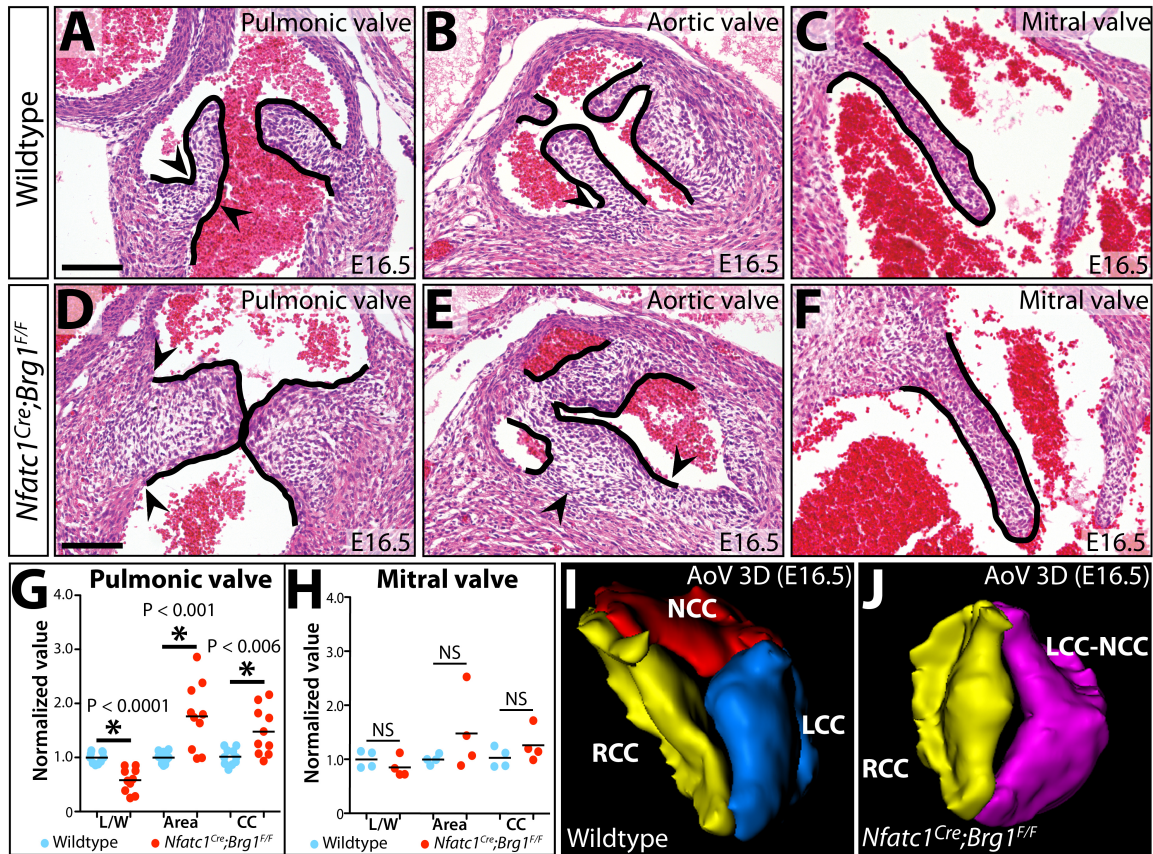 A
Pulmonic valve
B
Aortic valve
C
Mitral valve
Wildtype
E16.5
E16.5
E16.5
D
Pulmonic valve
E
Aortic valve
F
Mitral valve
Nfatc1Cre;Brg1F/F
E16.5
E16.5
E16.5
G
Pulmonic valve
Normalized value
4.0
3.0
2.0
1.0
0
P < 0.0001
*
P < 0.001
*
P < 0.006
*
L/W
Area
CC
Wildtype
Nfatc1Cre;Brg1F/F
H
Mitral valve
Normalized value
4.0
3.0
2.0
1.0
0
NS
NS
NS
L/W
Area
CC
Wildtype
Nfatc1Cre;Brg1F/F
I
AoV 3D (E16.5)
NCC
RCC
LCC
Wildtype
J
AoV 3D (E16.5)
LCC-NCC
RCC
Nfatc1Cre;Brg1F/F